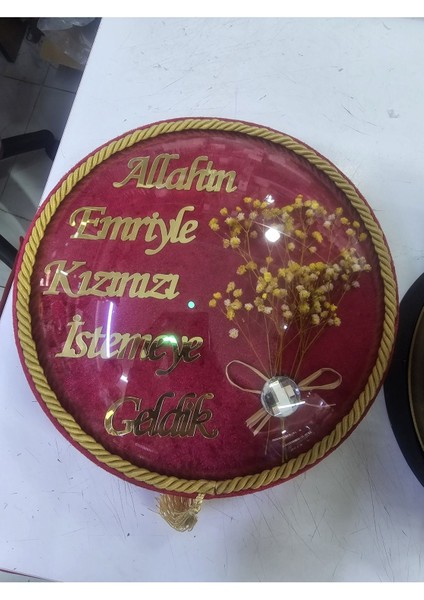 Allah'ın
Emriyle
Kızınızı
İstemeye
Geldik